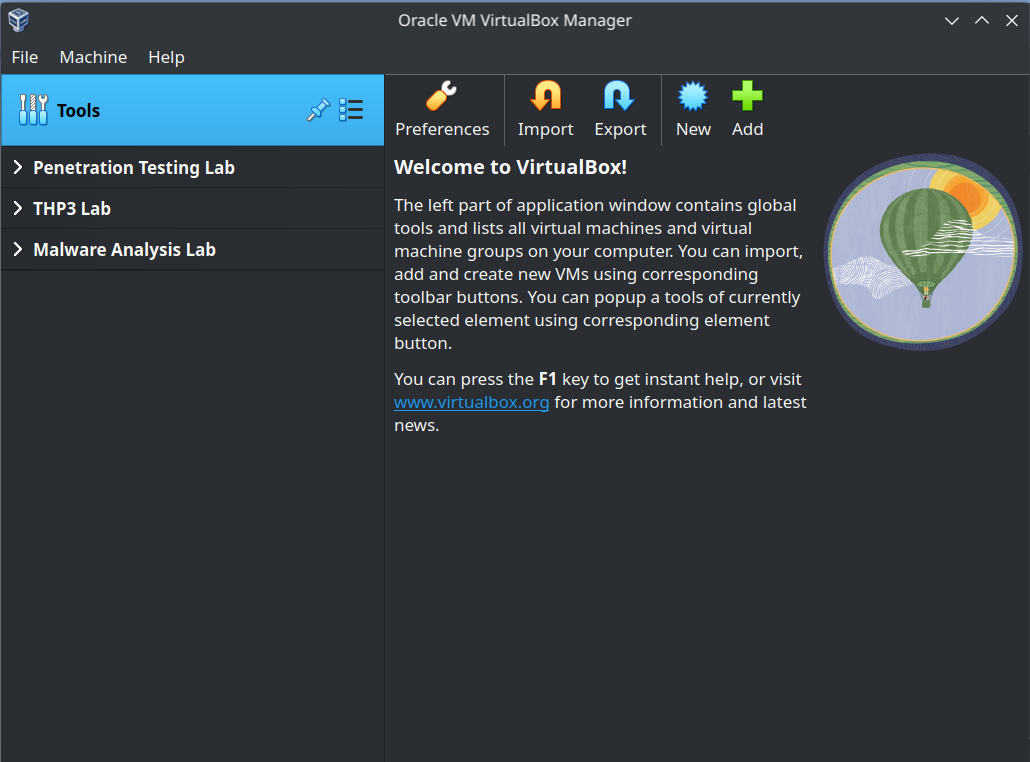 Oracle VM VirtualBox Manager
File Machine Help
Tools
Preferences Import Export New Add
Penetration Testing Lab
THP3 Lab
Malware Analysis Lab
Welcome to VirtualBox!
The left part of application window contains global
tools and lists all virtual machines and virtual
machine groups on your computer. You can import,
add and create new VMs using corresponding
toolbar buttons. You can popup a tools of currently
selected element using corresponding element
button.
You can press the F1 key to get instant help, or visit
www.virtualbox.org for more information and latest
news.